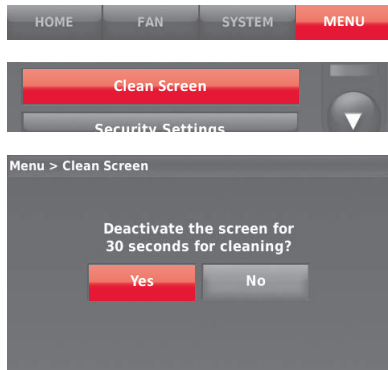 HOME FAN SYSTEM MENU
Clean Screen
Security Settings
Menu > Clean Screen
Deactivate the screen for
30 seconds for cleaning?
Yes No